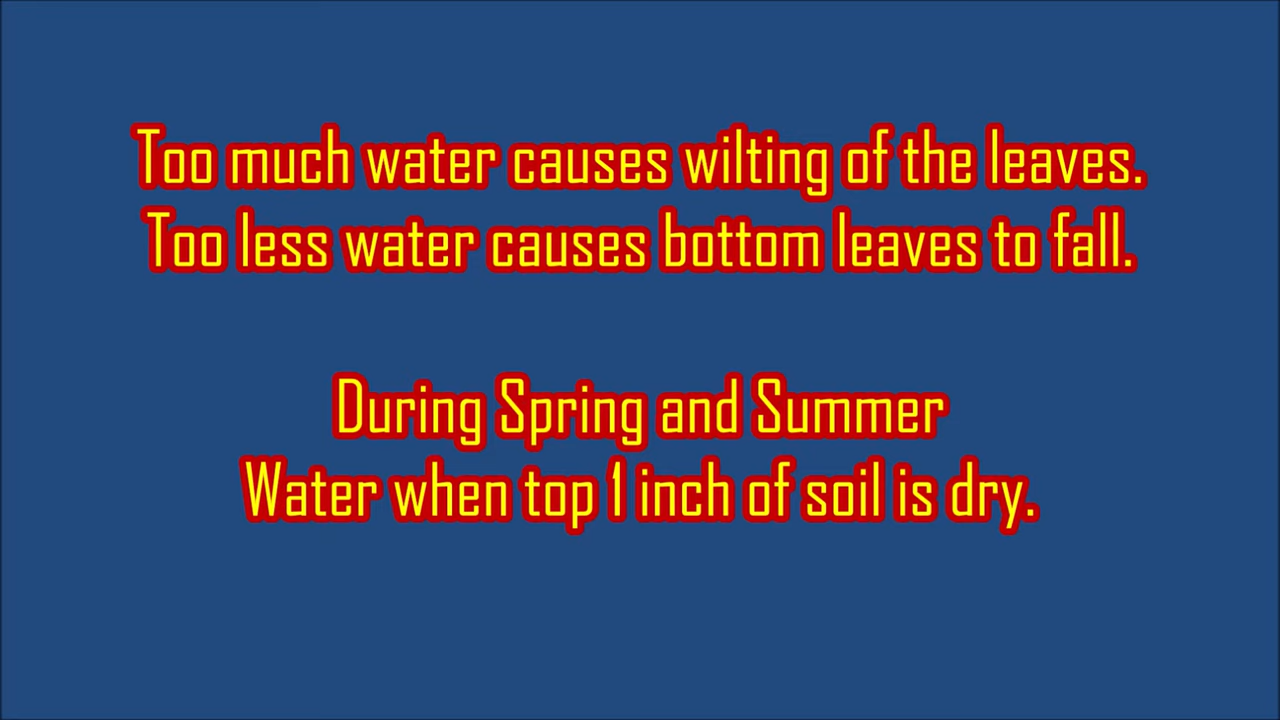 Too much water causes wilting of the leaves.
Too less water causes bottom leaves to fall.
During Spring and Summer
Water when top 1 inch of soil is dry.